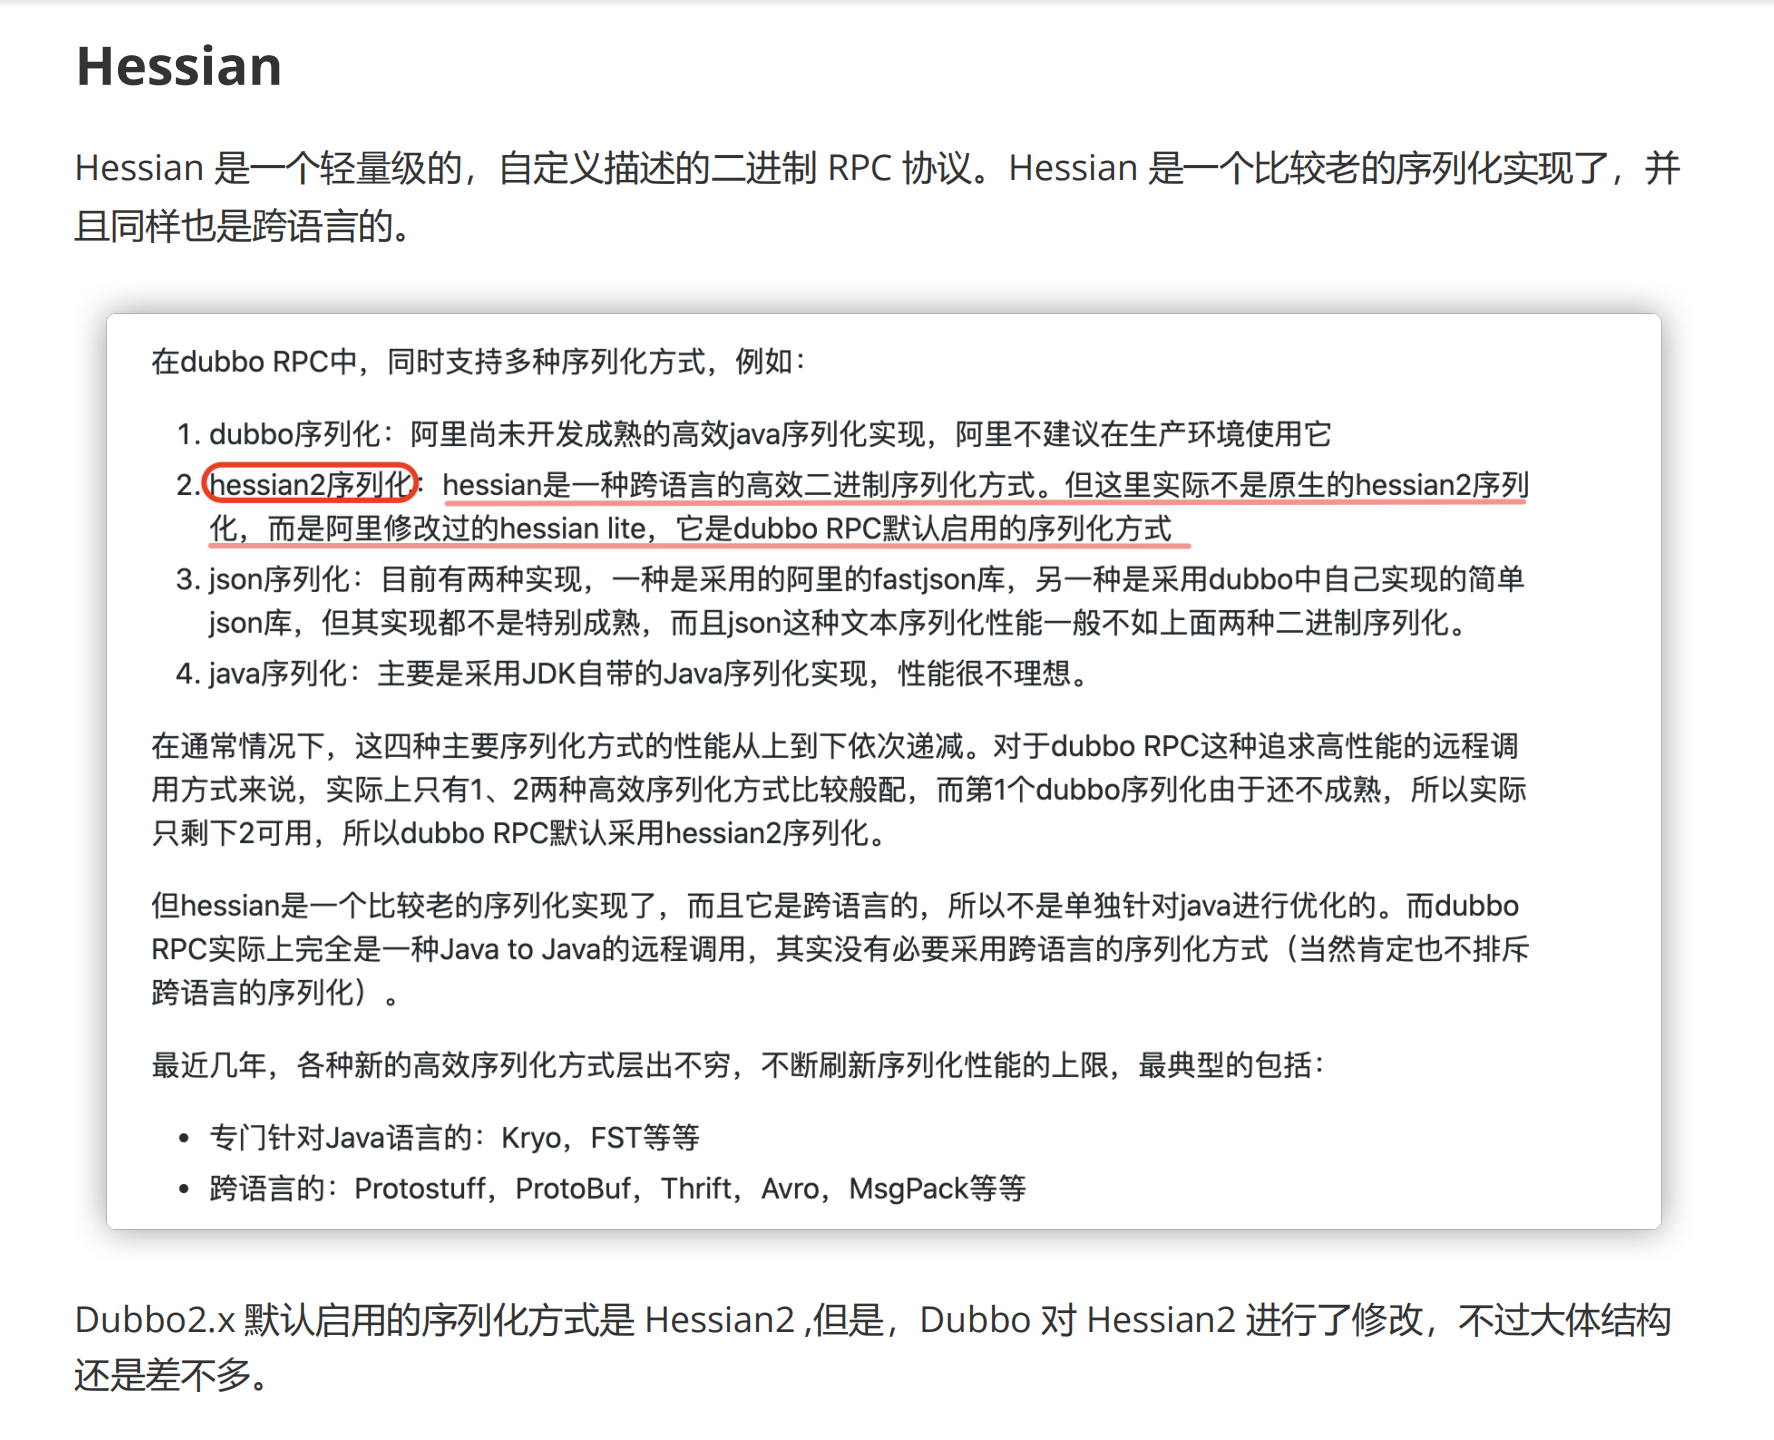 Hessian
Hessian 是一个轻量级的，自定义描述的二进制 RPC 协议。Hessian 是一个比较老的序列化实现了，并
且同样也是跨语言的。
在dubbo RPC中，同时支持多种序列化方式，例如：
1. dubbo序列化：阿里尚未开发成熟的高效java序列化实现，阿里不建议在生产环境使用它
2. hessian2序列化：hessian是一种跨语言的高效二进制序列化方式。但这里实际不是原生的hessian2序列
化，而是阿里修改过的hessian lite，它是dubbo RPC默认启用的序列化方式
3. json序列化：目前有两种实现，一种是采用的阿里的fastjson库，另一种是采用dubbo中自己实现的简单
json库，但其实现都不是特别成熟，而且json这种文本序列化性能一般不如上面两种二进制序列化。
4. java序列化：主要是采用JDK自带的Java序列化实现，性能很不理想。
在通常情况下，这四种主要序列化方式的性能从上到下依次递减。对于dubbo RPC这种追求高性能的远程调
用方式来说，实际上只有1、2两种高效序列化方式比较般配，而第1个dubbo序列化由于还不成熟，所以实际
只剩下2可用，所以dubbo RPC默认采用hessian2序列化。
但hessian是一个比较老的序列化实现了，而且它是跨语言的，所以不是单独针对java进行优化的。而dubbo
RPC实际上完全是一种Java to Java的远程调用，其实没有必要采用跨语言的序列化方式（当然肯定也不排斥
跨语言的序列化）。
最近几年，各种新的高效序列化方式层出不穷，不断刷新序列化性能的上限，最典型的包括：
• 专门针对Java语言的：Kryo，FST等等
• 跨语言的：Protostuff，ProtoBuf，Thrift，Avro，MsgPack等等
Dubbo2.x 默认启用的序列化方式是 Hessian2 ,但是，Dubbo 对 Hessian2 进行了修改，不过大体结构
还是差不多。